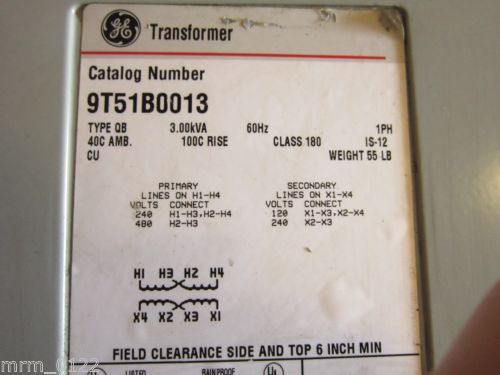 GE Transformer
Catalog Number
9T51B0013
TYPE QB 3.00kVA 60Hz 1PH
40C AMB. 100C RISE CLASS 180 IS-12
CU WEIGHT 55 LB
PRIMARY SECONDARY
LINES ON H1-H4 LINES ON X1-X4
VOLTS CONNECT VOLTS CONNECT
240 H1-H3,H2-H4 120 X1-X3,X2-X4
480 H2-H3 240 X2-X3
H1 H3 H2 H4
X4 X2 X3 X1
FIELD CLEARANCE SIDE AND TOP 6 INCH MIN
LISTED RAINPROOF UL
mrm_0122